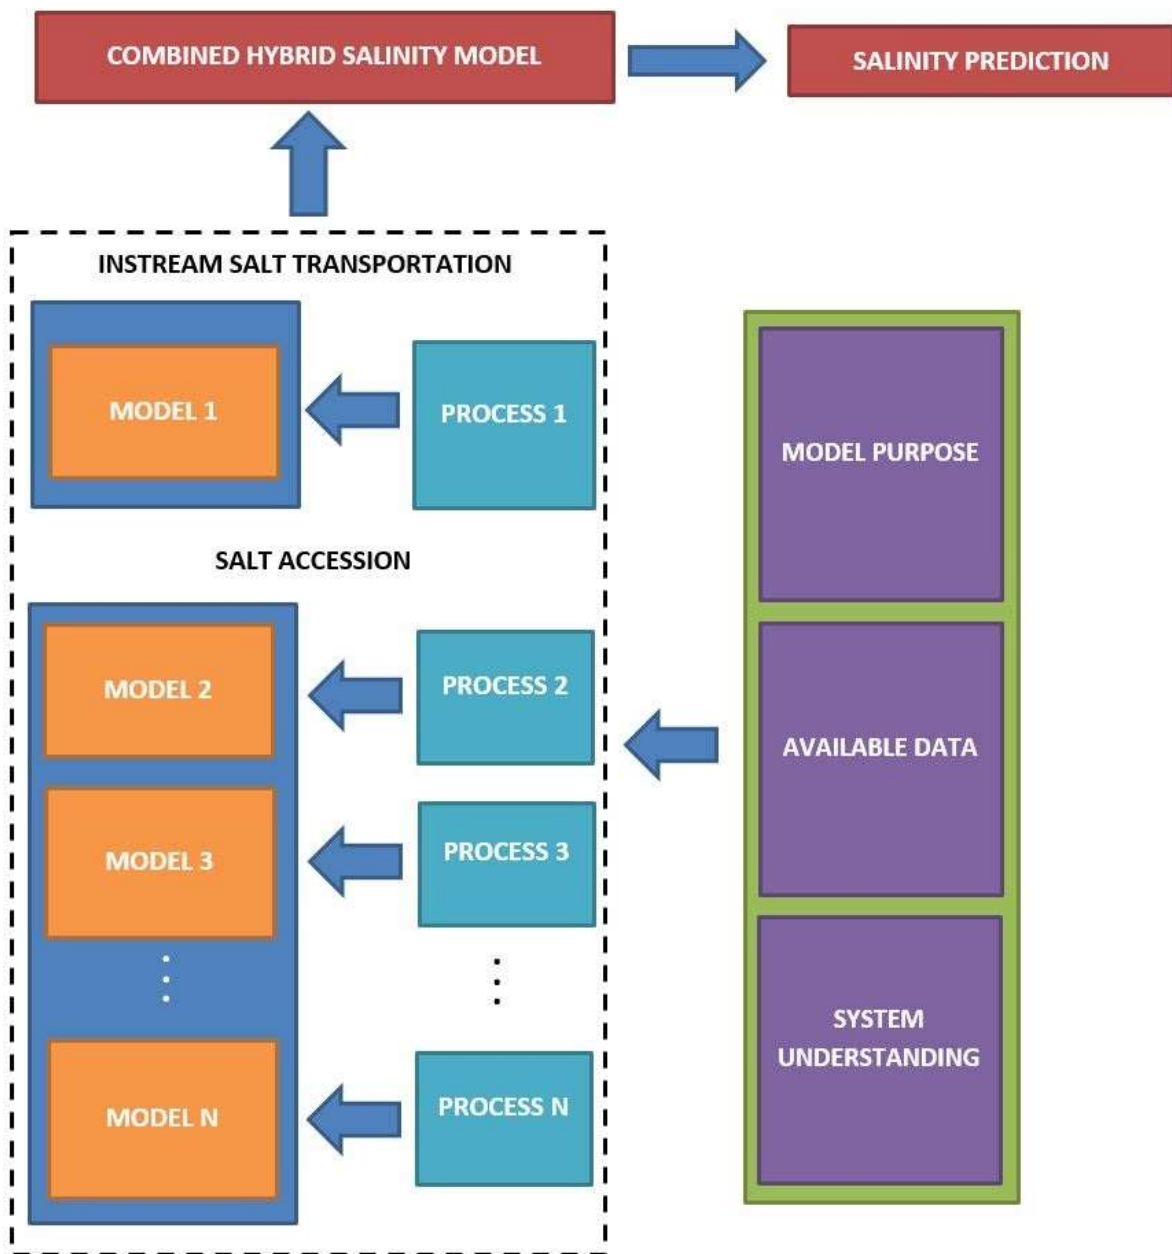 COMBINED HYBRID SALINITY MODEL
SALINITY PREDICTION
INSTREAM SALT TRANSPORTATION
MODEL 1
PROCESS 1
SALT ACCESSION
MODEL 2
PROCESS 2
MODEL 3
PROCESS 3
MODEL N
PROCESS N
MODEL PURPOSE
AVAILABLE DATA
SYSTEM
UNDERSTANDING